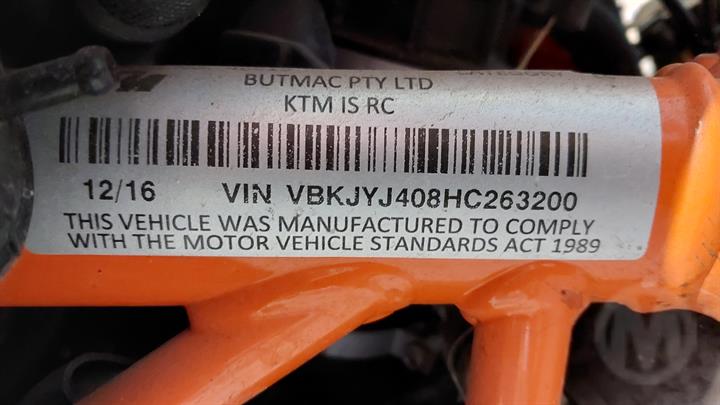 BUTMAC PTY LTD
KTM IS RC
12/16 VIN VBKJYJ408HC263200
THIS VEHICLE WAS MANUFACTURED TO COMPLY
WITH THE MOTOR VEHICLE STANDARDS ACT 1989
M